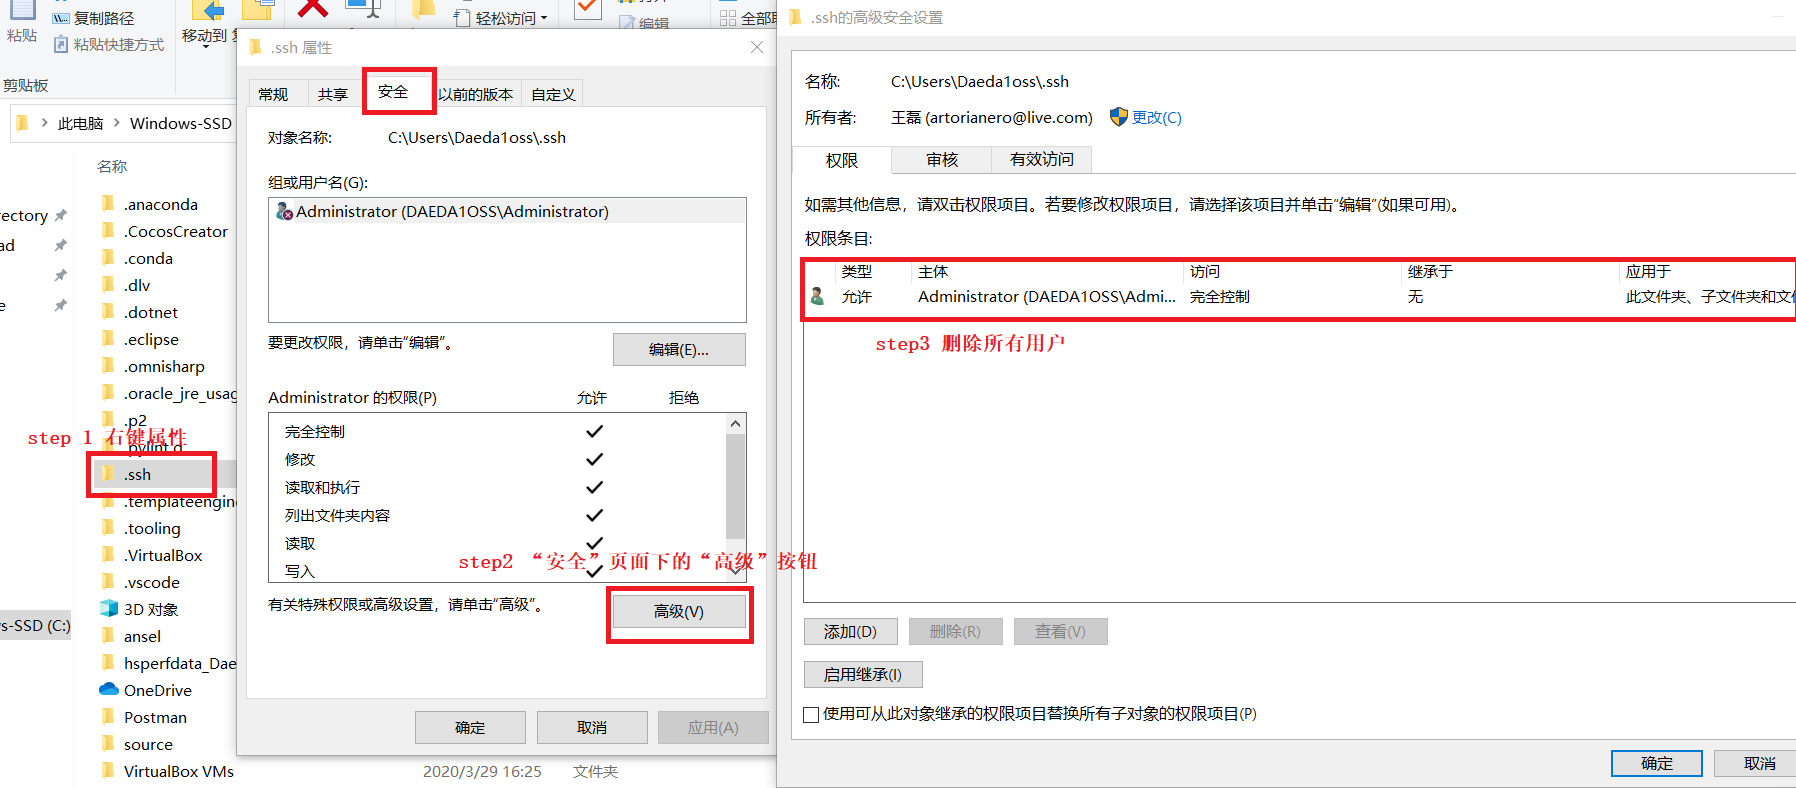 复制路径
粘贴
粘贴快捷方式
移动到
轻松访问
编辑
剪贴板
此电脑
Windows-SSD
名称
ectory
ad
e
s-SSD (C:)
.anaconda
.CocosCreator
.conda
.dlv
.dotnet
.eclipse
.omnisharp
.oracle_jre_usag
.p2
step 1 右键属性
.pylint.d
.ssh
.templateengin
.tooling
.VirtualBox
.vscode
3D 对象
ansel
hsperfdata_Dae
OneDrive
Postman
source
VirtualBox VMs
2020/3/29 16:25 文件夹
.ssh 属性
常规 共享 安全 以前的版本 自定义
对象名称: C:\Users\Daeda1oss\.ssh
组或用户名(G):
Administrator (DAEDA1OSS\Administrator)
要更改权限，请单击“编辑”。
编辑(E)...
Administrator 的权限(P) 允许 拒绝
完全控制
修改
读取和执行
列出文件夹内容
读取
写入
step2 “安全”页面下的“高级”按钮
有关特殊权限或高级设置，请单击“高级”。
高级(V)
确定 取消 应用(A)
.ssh的高级安全设置
名称: C:\Users\Daeda1oss\.ssh
所有者: 王磊 (artorianero@live.com) 更改(C)
权限 审核 有效访问
如需其他信息，请双击权限项目。若要修改权限项目，请选择该项目并单击“编辑”(如果可用)。
权限条目:
类型 主体 访问 继承于 应用于
允许 Administrator (DAEDA1OSS\Admi... 完全控制 无 此文件夹、子文件夹和文件
step3 删除所有用户
添加(D) 删除(R) 查看(V)
启用继承(I)
使用可从此对象继承的权限项目替换所有子对象的权限项目(P)
确定 取消